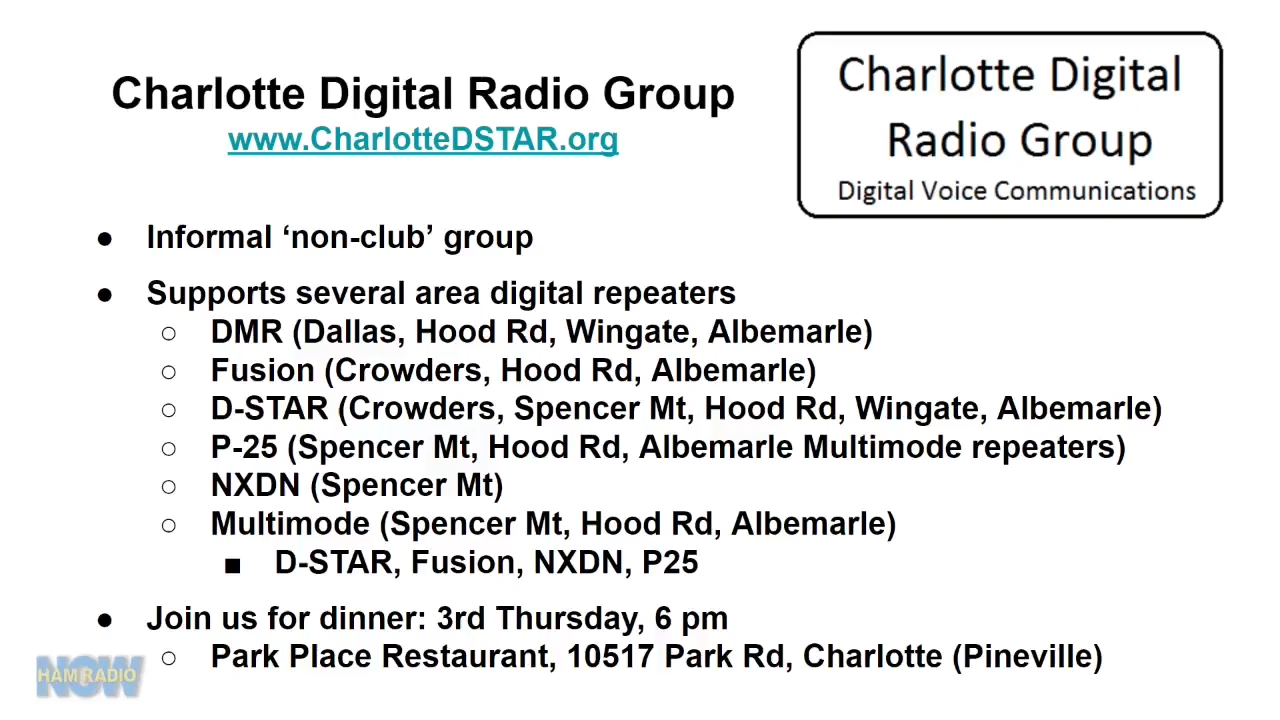 Charlotte Digital Radio Group
www.CharlotteDSTAR.org
Charlotte Digital
Radio Group
Digital Voice Communications
● Informal ‘non-club’ group
● Supports several area digital repeaters
○ DMR (Dallas, Hood Rd, Wingate, Albemarle)
○ Fusion (Crowders, Hood Rd, Albemarle)
○ D-STAR (Crowders, Spencer Mt, Hood Rd, Wingate, Albemarle)
○ P-25 (Spencer Mt, Hood Rd, Albemarle Multimode repeaters)
○ NXDN (Spencer Mt)
○ Multimode (Spencer Mt, Hood Rd, Albemarle)
■ D-STAR, Fusion, NXDN, P25
● Join us for dinner: 3rd Thursday, 6 pm
○ Park Place Restaurant, 10517 Park Rd, Charlotte (Pineville)
HAM RADIO
NOW